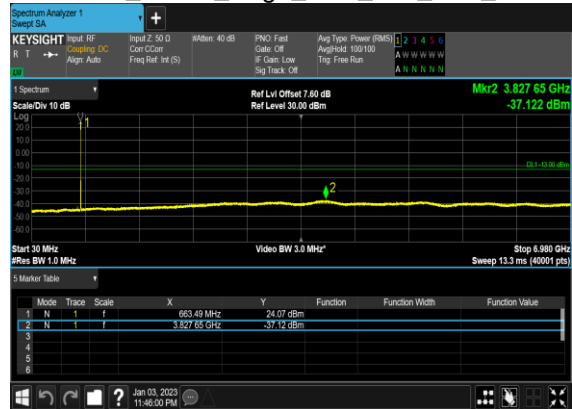 Spectrum Analyzer 1
Swept SA
KEYSIGHT Input: RF Input Z: 50 Ω #Atten: 40 dB PNO: Fast Avg Type: Power (RMS) 1 2 3 4 5 6
R T Coupling: DC Corr CCorr Gate: Off Avg|Hold: 100/100 A W W W W W
Align: Auto Freq Ref: Int (S) IF Gain: Low Trig: Free Run
Sig Track: Off A N N N N N
1 Spectrum Ref Lvl Offset 7.60 dB Mkr2 3.827 65 GHz
Scale/Div 10 dB Ref Level 30.00 dBm -37.122 dBm
Log
20.0 1
10.0
0.00
-10.0 DL1 -13.00 dBm
-20.0
-30.0 2
-40.0
-50.0
-60.0
Start 30 MHz Video BW 3.0 MHz* Stop 6.980 GHz
#Res BW 1.0 MHz Sweep 13.3 ms (40001 pts)
5 Marker Table
Mode Trace Scale X Y Function Function Width Function Value
1 N 1 f 663.49 MHz 24.07 dBm
2 N 1 f 3.827 65 GHz -37.12 dBm
3
4
5
6
? Jan 03, 2023
11:46:00 PM